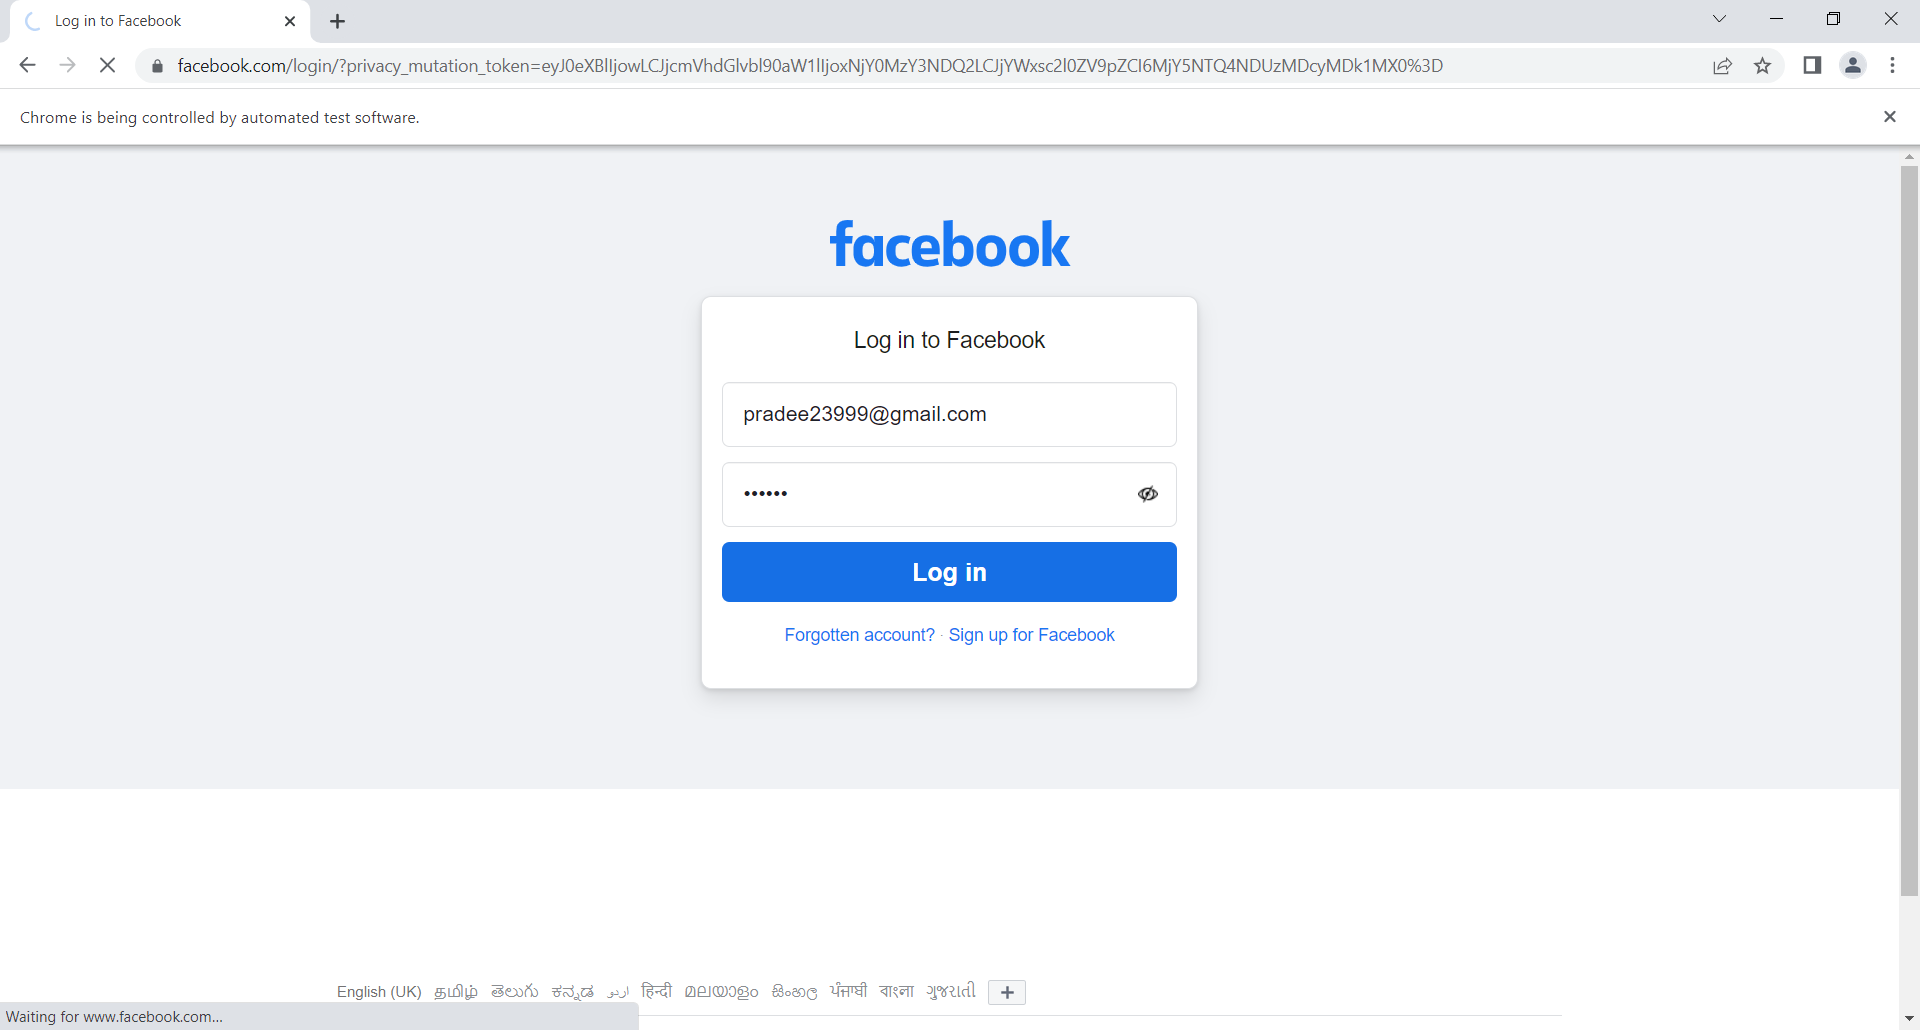 Log in to Facebook
facebook.com/login/?privacy_mutation_token=eyJ0eXBlIjowLCJjcmVhdGlvbl90aW1lIjoxNjY0MzY3NDQ2LCJjYWxsc2l0ZV9pZCI6MjY5NTQ4NDUzMDcyMDk1MX0%3D
Chrome is being controlled by automated test software.
facebook
Log in to Facebook
pradee23999@gmail.com
••••••
Log in
Forgotten account? · Sign up for Facebook
English (UK) தமிழ் తెలుగు ಕನ್ನಡ اردو हिन्दी മലയാളം සිංහල ਪੰਜਾਬੀ বাংলা ગુજરાતી
Waiting for www.facebook.com...